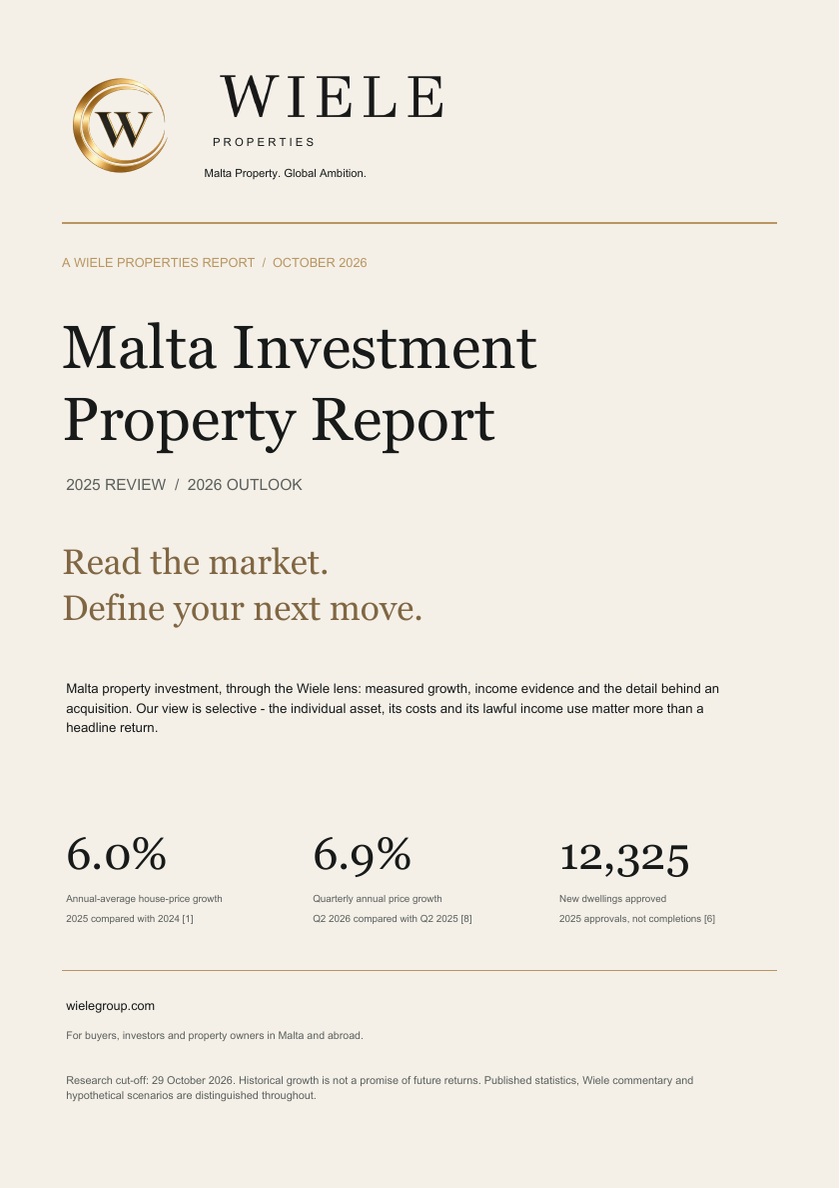 W
WIELE
PROPERTIES
Malta Property. Global Ambition.
A WIELE PROPERTIES REPORT / OCTOBER 2026
Malta Investment
Property Report
2025 REVIEW / 2026 OUTLOOK
Read the market.
Define your next move.
Malta property investment, through the Wiele lens: measured growth, income evidence and the detail behind an
acquisition. Our view is selective - the individual asset, its costs and its lawful income use matter more than a
headline return.
6.0%
Annual-average house-price growth
2025 compared with 2024 [1]
6.9%
Quarterly annual price growth
Q2 2026 compared with Q2 2025 [8]
12,325
New dwellings approved
2025 approvals, not completions [6]
wielegroup.com
For buyers, investors and property owners in Malta and abroad.
Research cut-off: 29 October 2026. Historical growth is not a promise of future returns. Published statistics, Wiele commentary and
hypothetical scenarios are distinguished throughout.